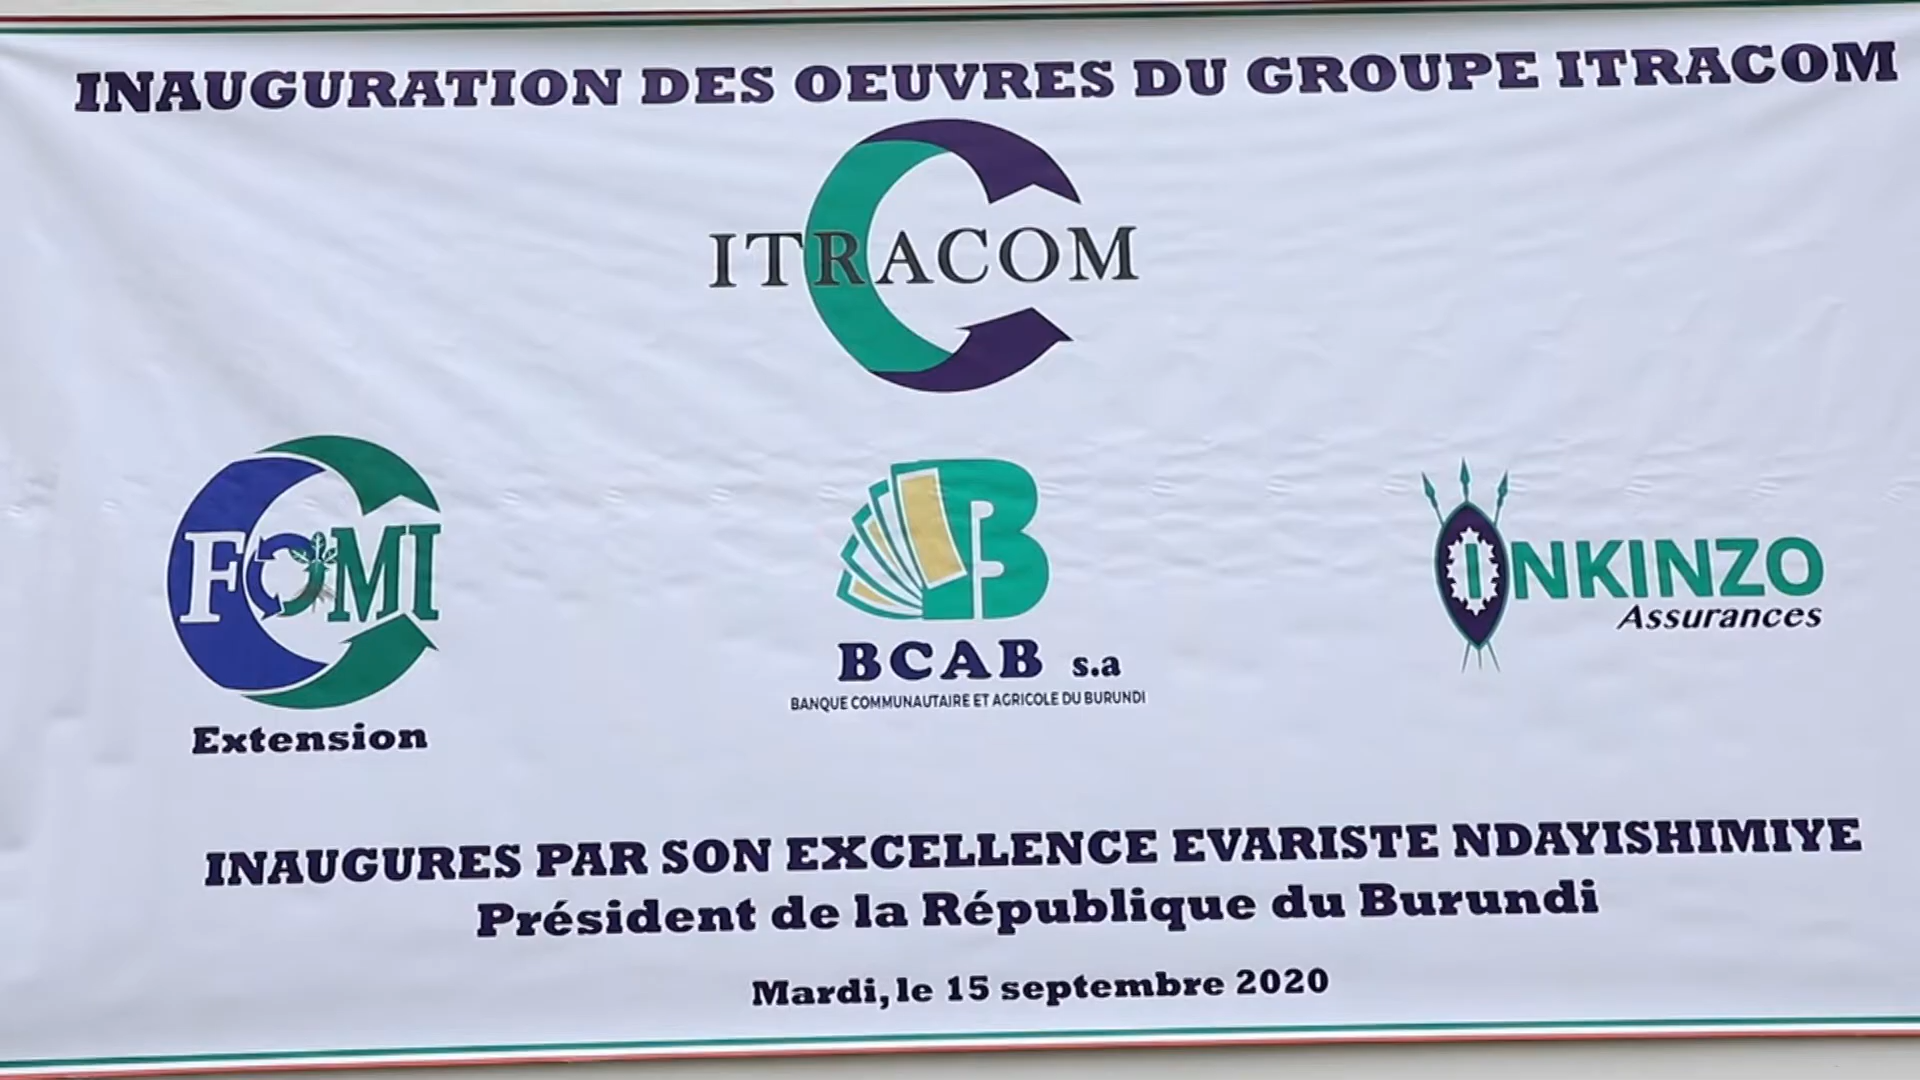 INAUGURATION DES OEUVRES DU GROUPE ITRACOM
ITRACOM
FOMI
Extension
BCAB s.a
BANQUE COMMUNAUTAIRE ET AGRICOLE DU BURUNDI
INKINZO
Assurances
INAUGURES PAR SON EXCELLENCE EVARISTE NDAYISHIMIYE
Président de la République du Burundi
Mardi, le 15 septembre 2020